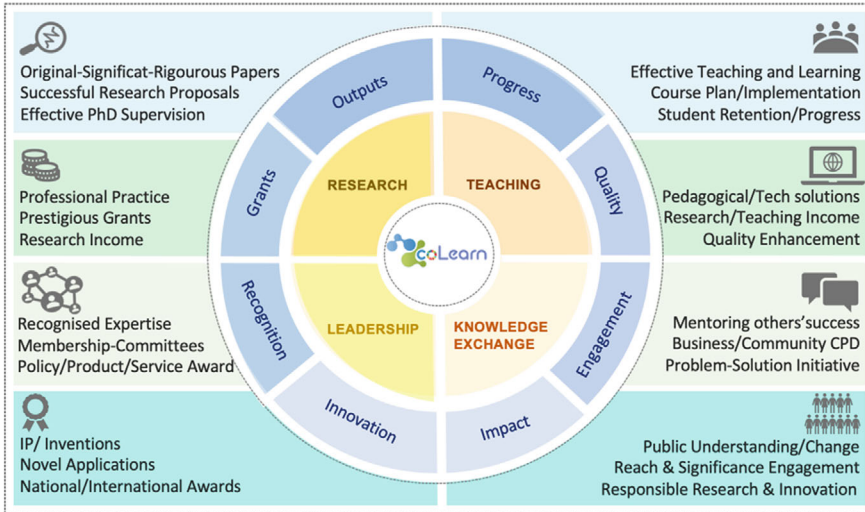 Original-Significat-Rigourous Papers
Successful Research Proposals
Effective PhD Supervision
Professional Practice
Prestigious Grants
Research Income
Recognised Expertise
Membership-Committees
Policy/Product/Service Award
IP/ Inventions
Novel Applications
National/International Awards
Outputs
Progress
Grants
Quality
Recognition
Engagement
Innovation
Impact
RESEARCH
TEACHING
coLearn
LEADERSHIP
KNOWLEDGE
EXCHANGE
Effective Teaching and Learning
Course Plan/Implementation
Student Retention/Progress
Pedagogical/Tech solutions
Research/Teaching Income
Quality Enhancement
Mentoring others'success
Business/Community CPD
Problem-Solution Initiative
Public Understanding/Change
Reach & Significance Engagement
Responsible Research & Innovation